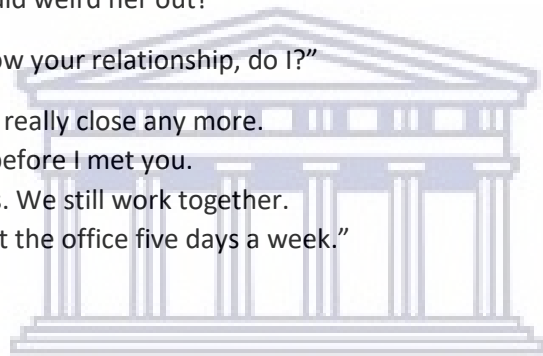 uld weird her out?
ow your relationship, do I?”
really close any more.
before I met you.
s. We still work together.
t the office five days a week.”